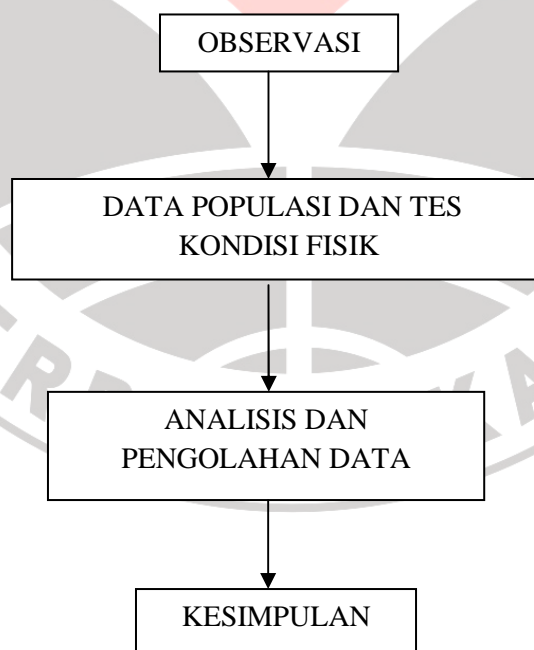 OBSERVASI
DATA POPULASI DAN TES
KONDISI FISIK
ANALISIS DAN
PENGOLAHAN DATA
KESIMPULAN